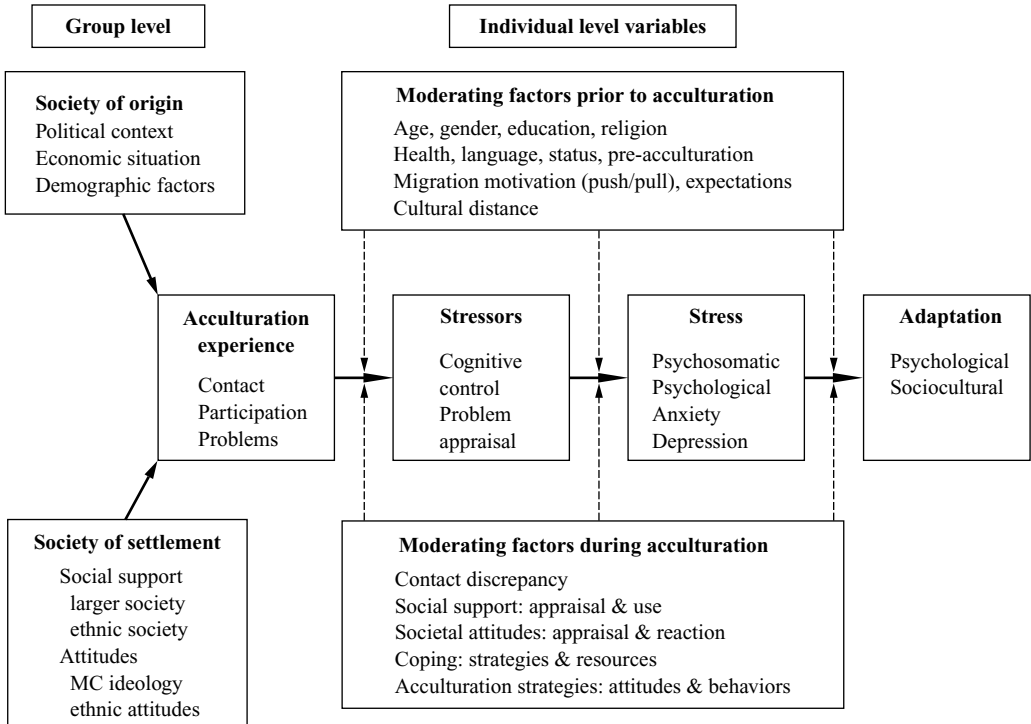 Group level
Individual level variables
Society of origin
Political context
Economic situation
Demographic factors
Moderating factors prior to acculturation
Age, gender, education, religion
Health, language, status, pre-acculturation
Migration motivation (push/pull), expectations
Cultural distance
Acculturation
experience
Contact
Participation
Problems
Stressors
Cognitive
control
Problem
appraisal
Stress
Psychosomatic
Psychological
Anxiety
Depression
Adaptation
Psychological
Sociocultural
Society of settlement
Social support
larger society
ethnic society
Attitudes
MC ideology
ethnic attitudes
Moderating factors during acculturation
Contact discrepancy
Social support: appraisal & use
Societal attitudes: appraisal & reaction
Coping: strategies & resources
Acculturation strategies: attitudes & behaviors